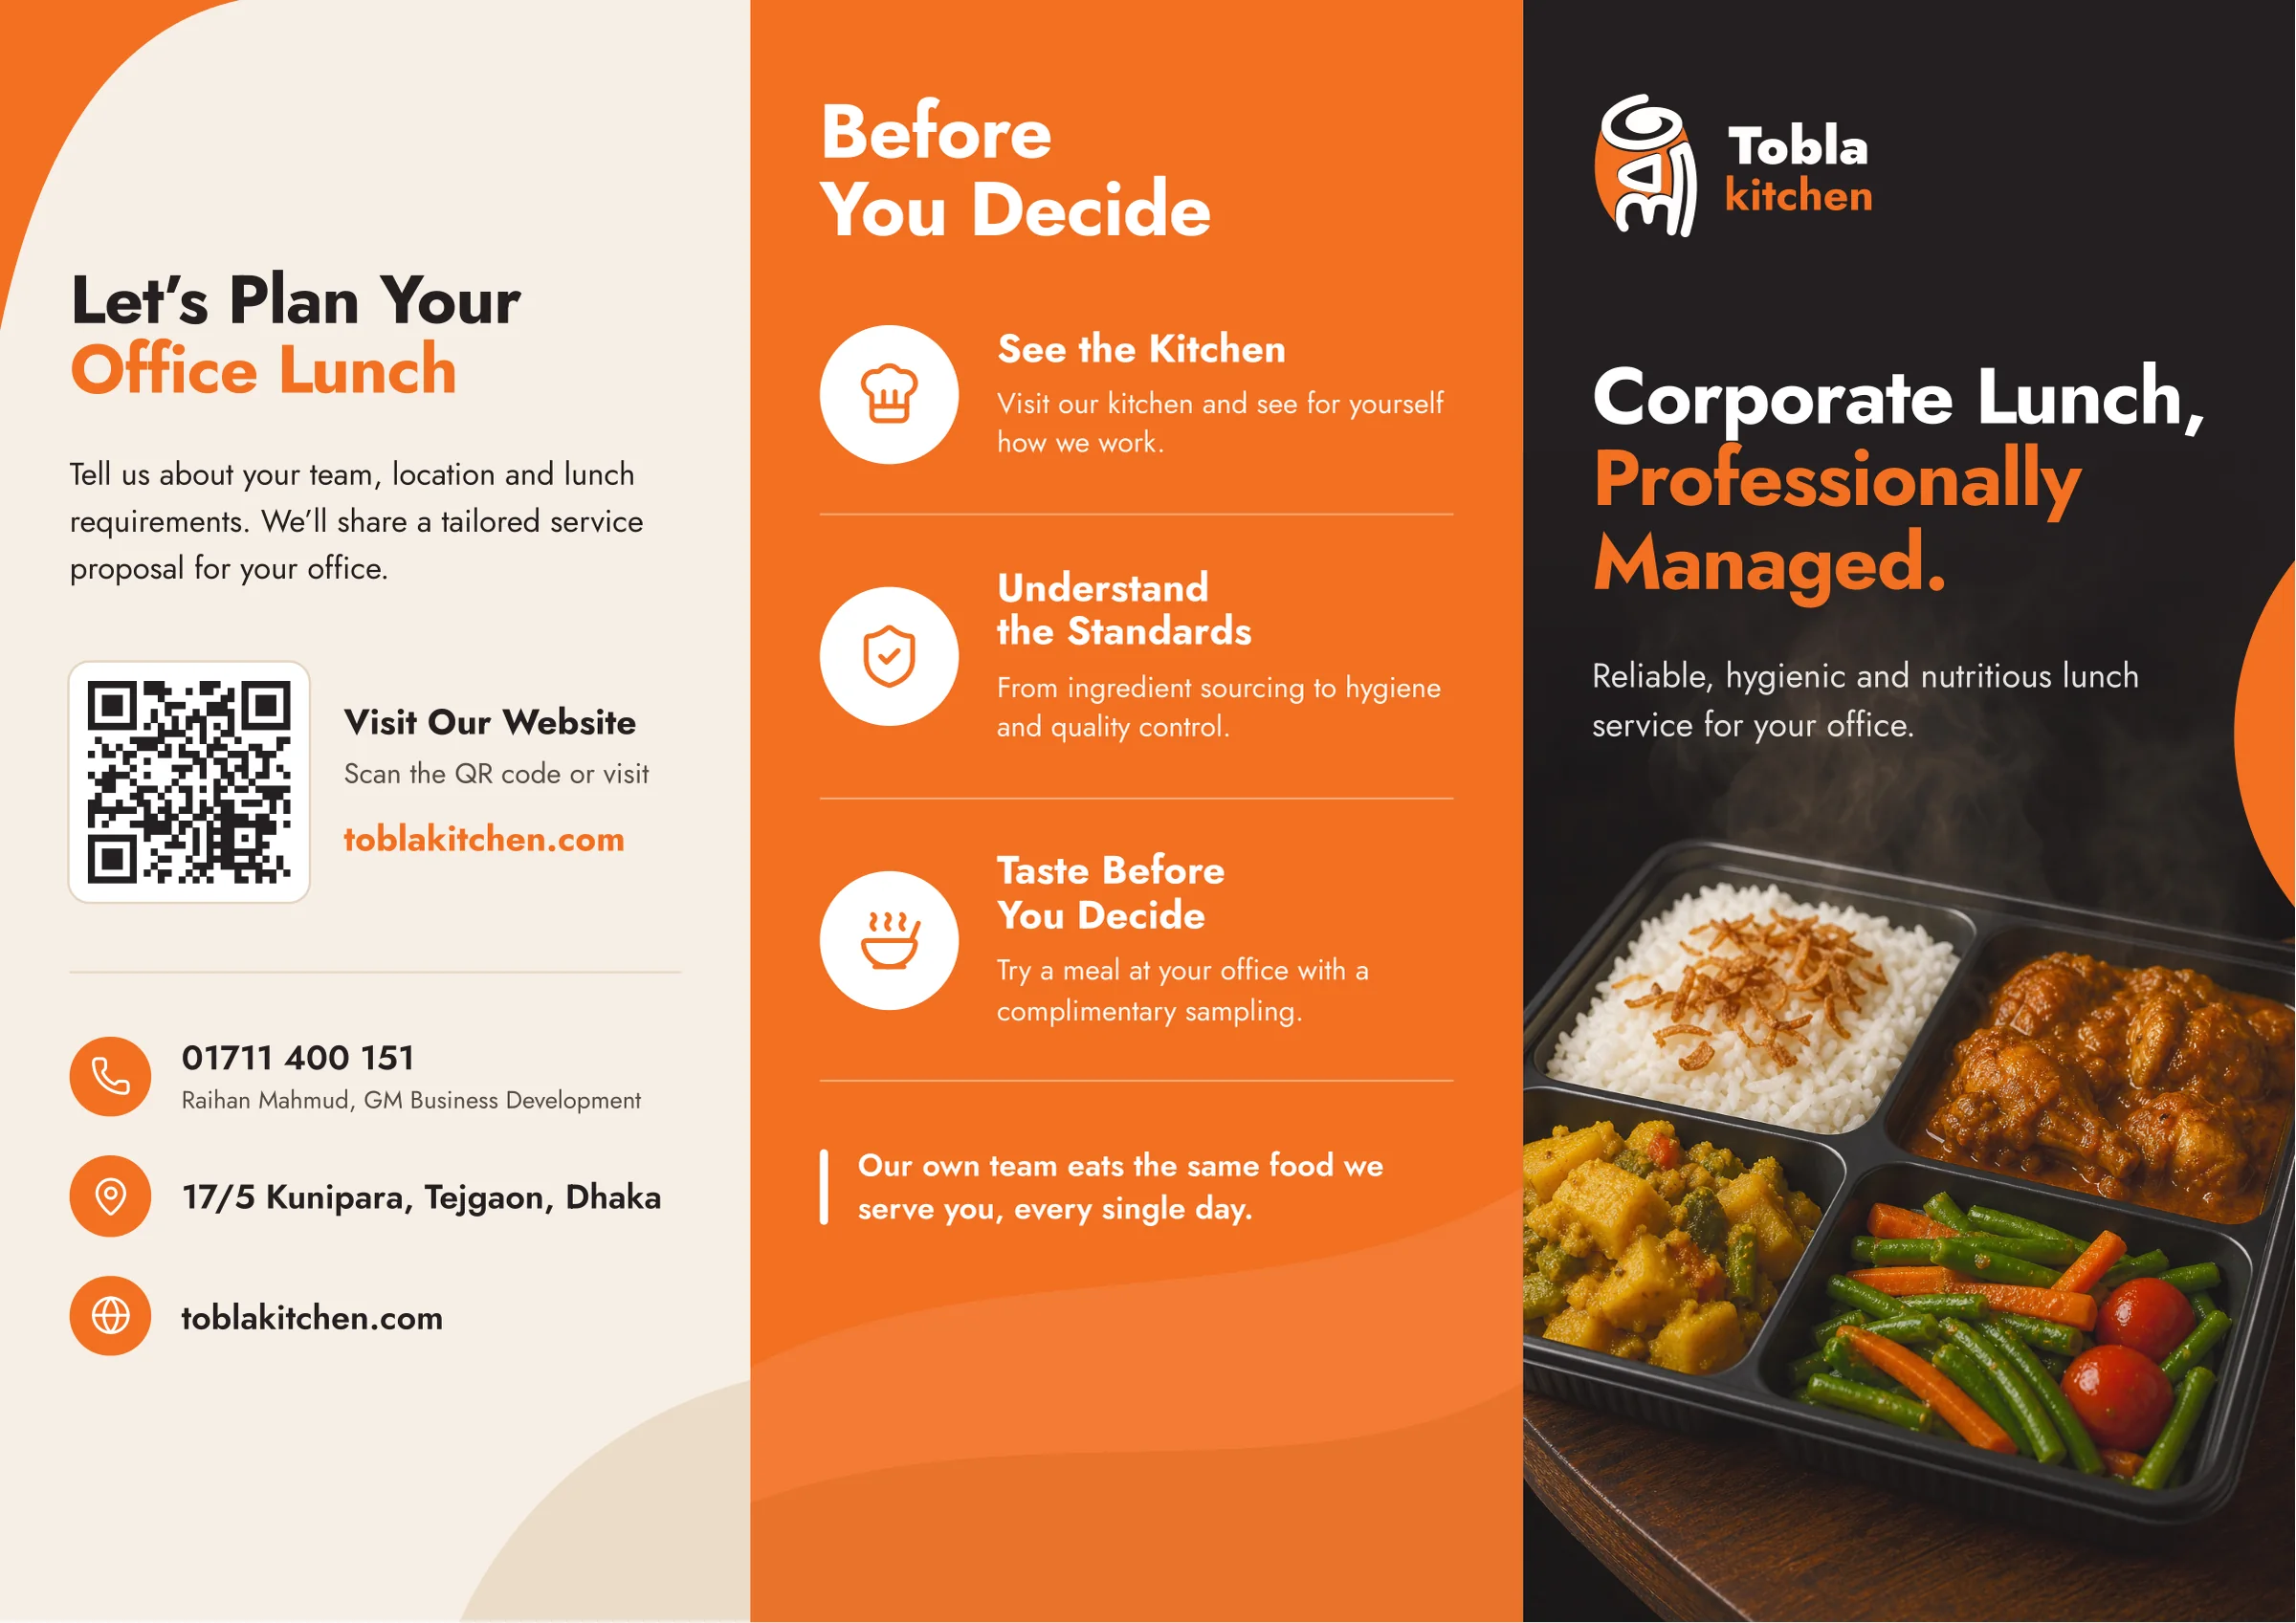 Let's Plan Your
Office Lunch
Tell us about your team, location and lunch
requirements. We'll share a tailored service
proposal for your office.
Visit Our Website
Scan the QR code or visit
toblakitchen.com
01711 400 151
Raihan Mahmud, GM Business Development
17/5 Kunipara, Tejgaon, Dhaka
toblakitchen.com
Before
You Decide
See the Kitchen
Visit our kitchen and see for yourself
how we work.
Understand
the Standards
From ingredient sourcing to hygiene
and quality control.
Taste Before
You Decide
Try a meal at your office with a
complimentary sampling.
Our own team eats the same food we
serve you, every single day.
Tobla
kitchen
Corporate Lunch,
Professionally
Managed.
Reliable, hygienic and nutritious lunch
service for your office.